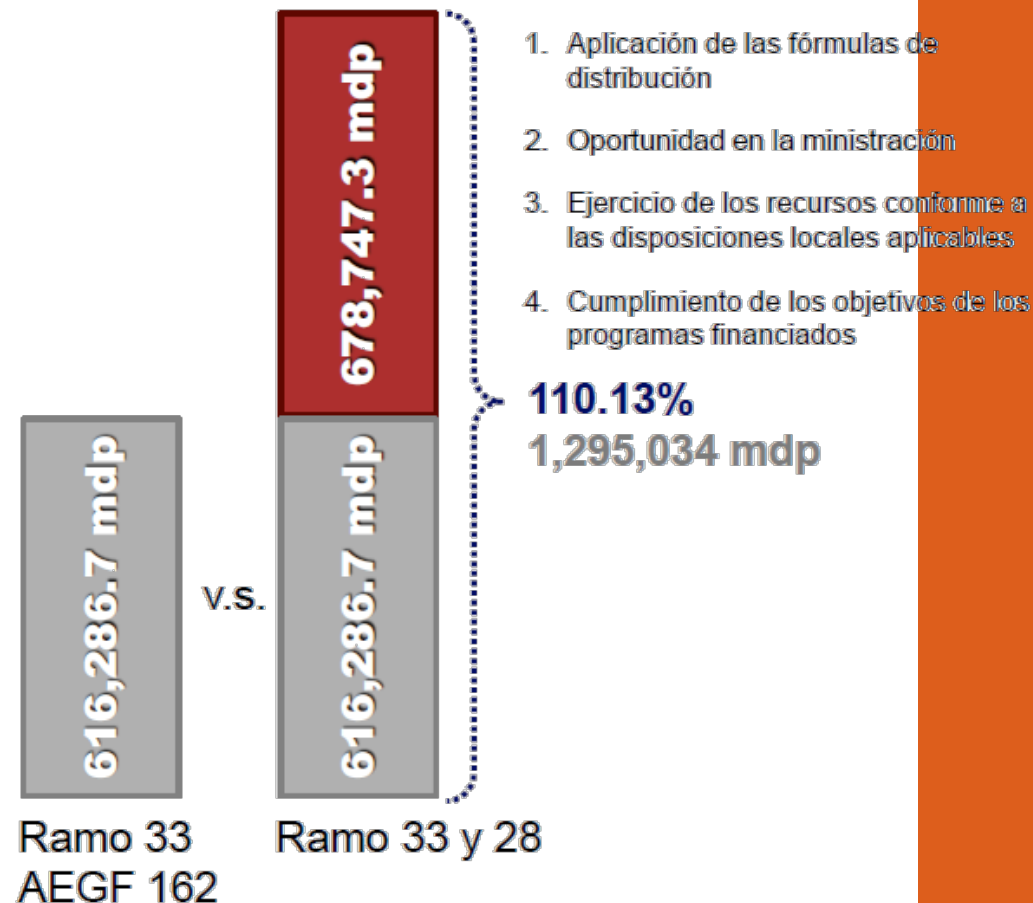 678,747.3 mdp
616,286.7 mdp
v.s.
616,286.7 mdp
Ramo 33
AEGF 162
Ramo 33 y 28
1. Aplicación de las fórmulas de
distribución
2. Oportunidad en la ministración
3. Ejercicio de los recursos conforme a
las disposiciones locales aplicables
4. Cumplimiento de los objetivos de los
programas financiados
110.13%
1,295,034 mdp